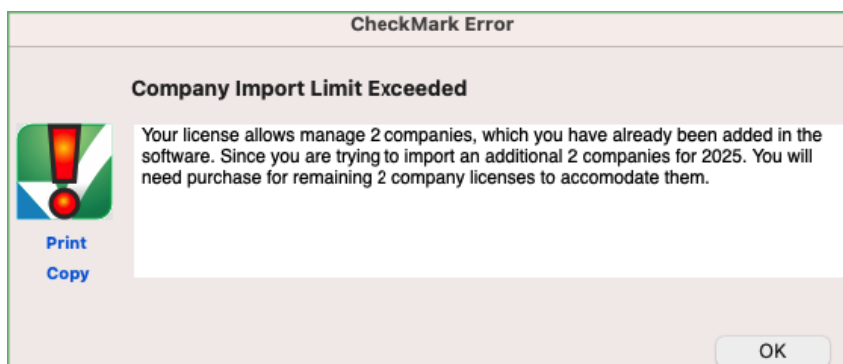 CheckMark Error
Company Import Limit Exceeded
Your license allows manage 2 companies, which you have already been added in the
software. Since you are trying to import an additional 2 companies for 2025. You will
need purchase for remaining 2 company licenses to accomodate them.
Print
Copy
OK